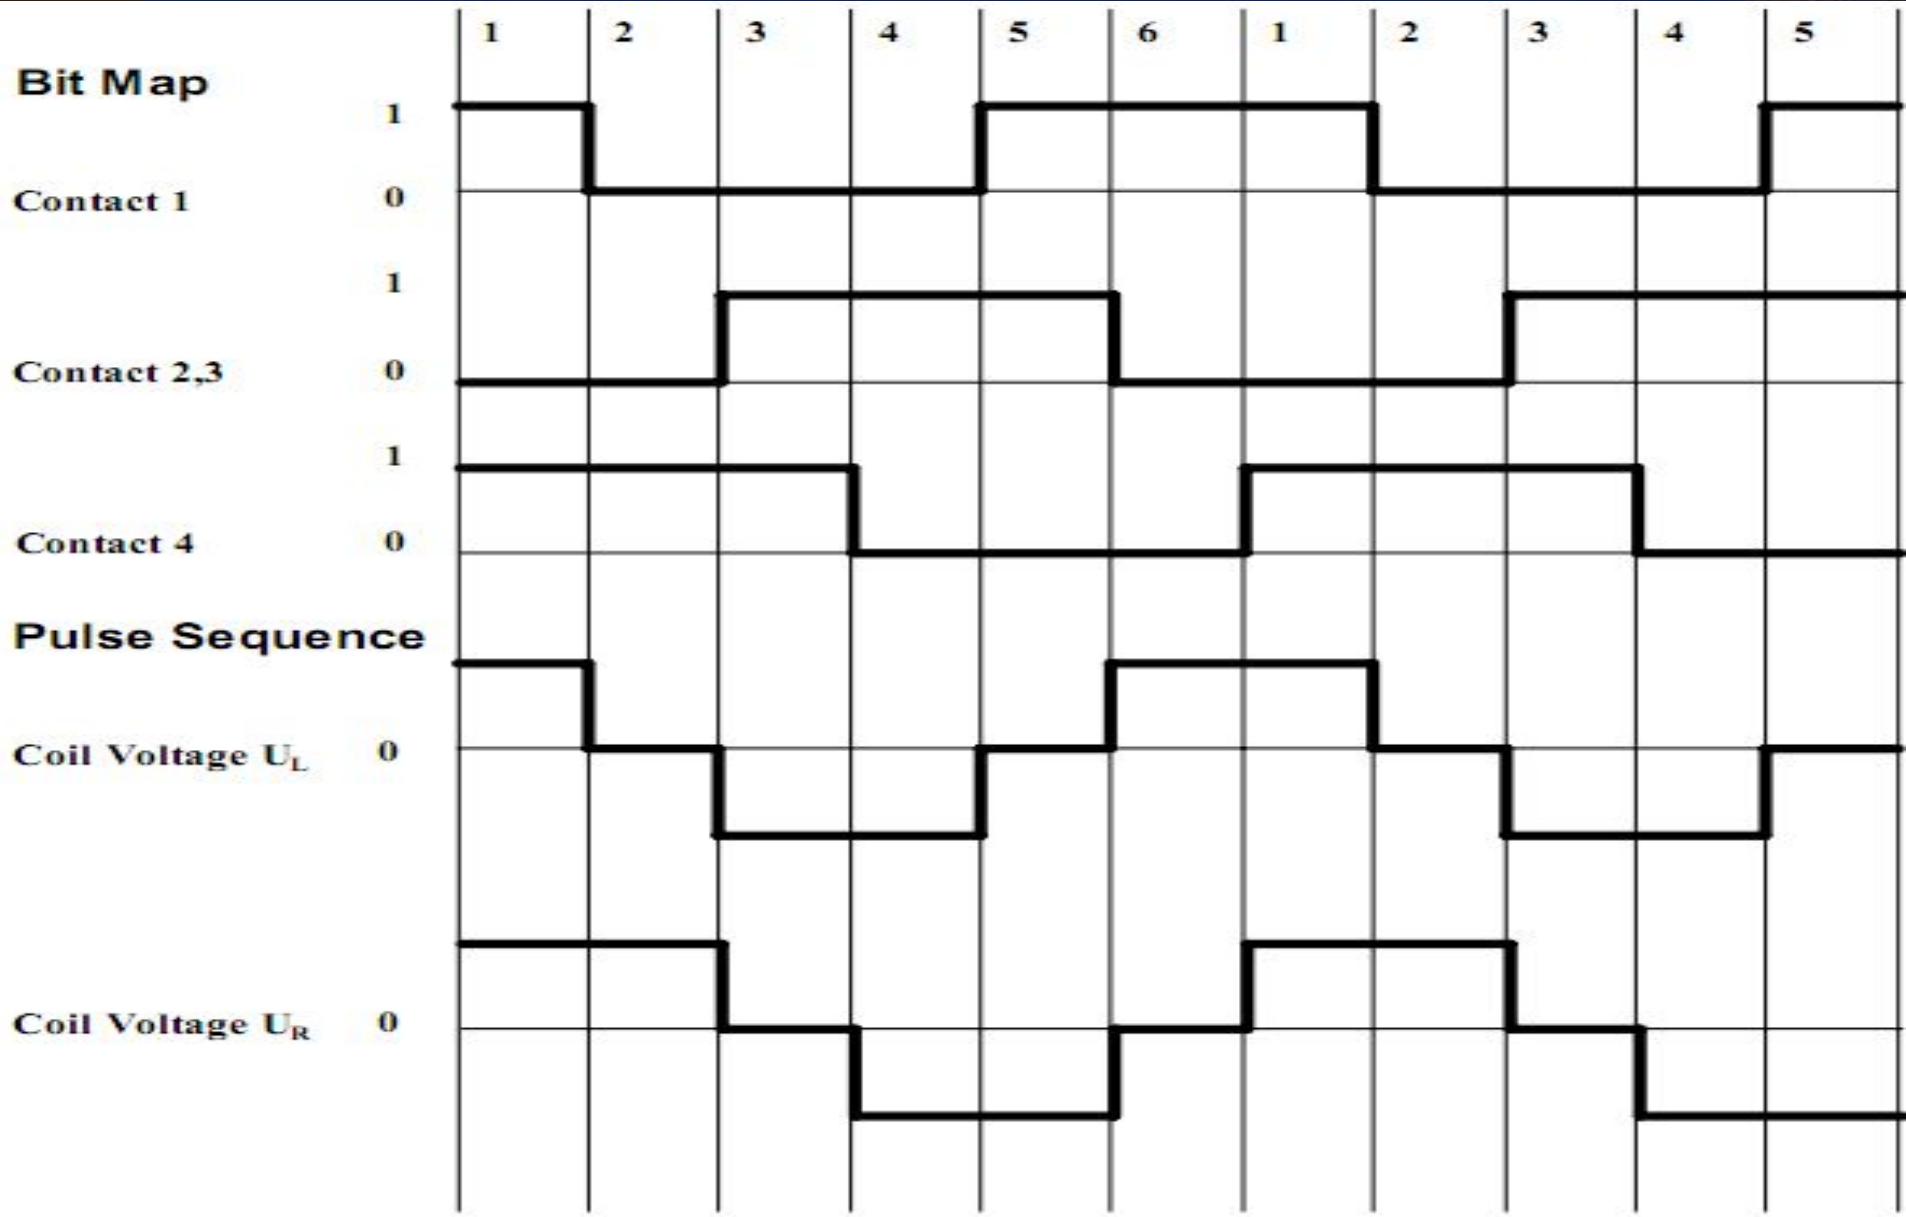 1 2 3 4 5 6 1 2 3 4 5
Bit Map
1
Contact 1 0
1
Contact 2,3 0
1
Contact 4 0
Pulse Sequence
Coil Voltage UL 0
Coil Voltage UR 0